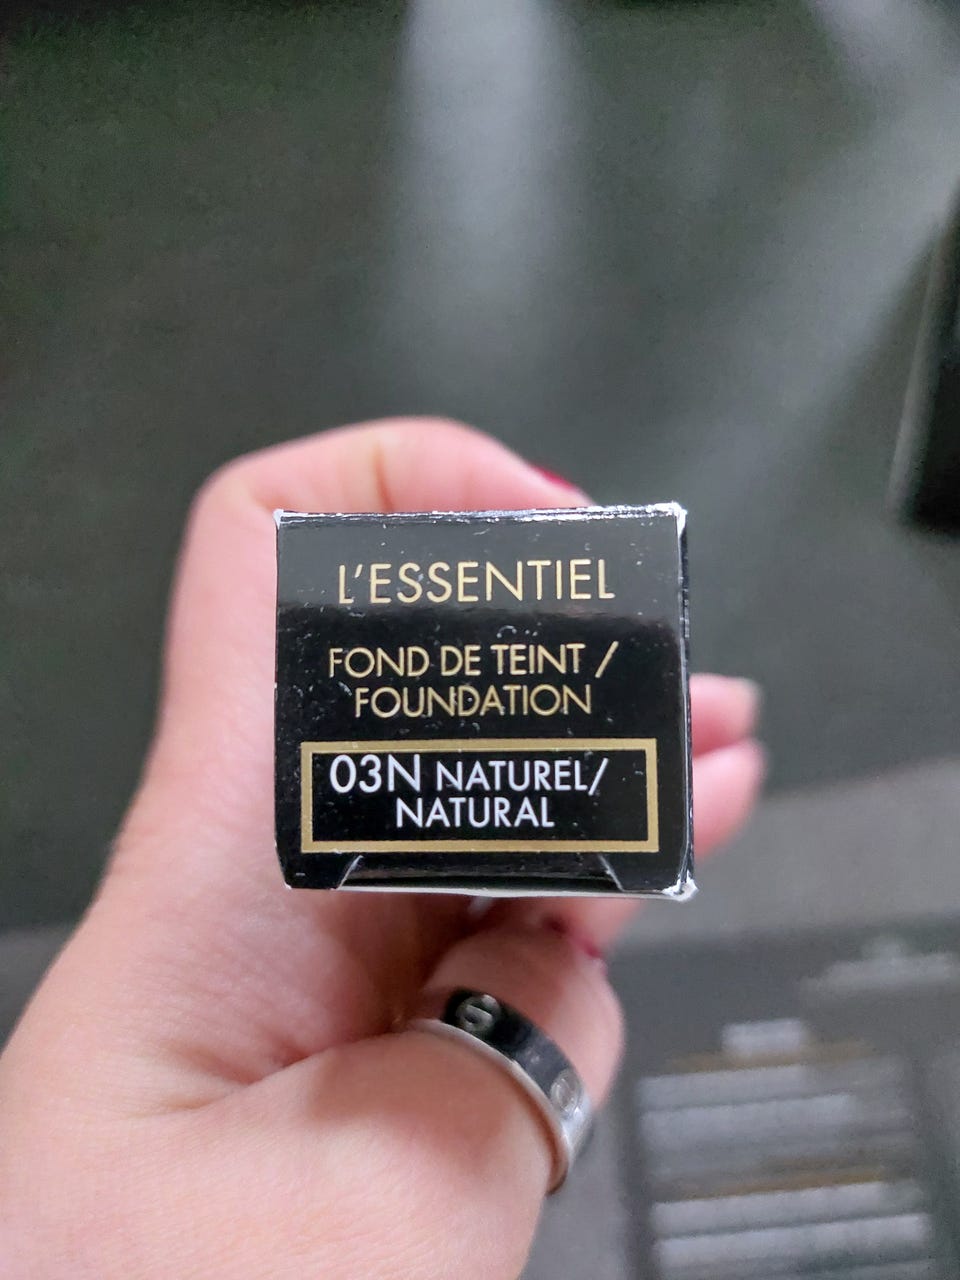 L'ESSENTIEL
FOND DE TEINT /
FOUNDATION
03N NATUREL/
NATURAL